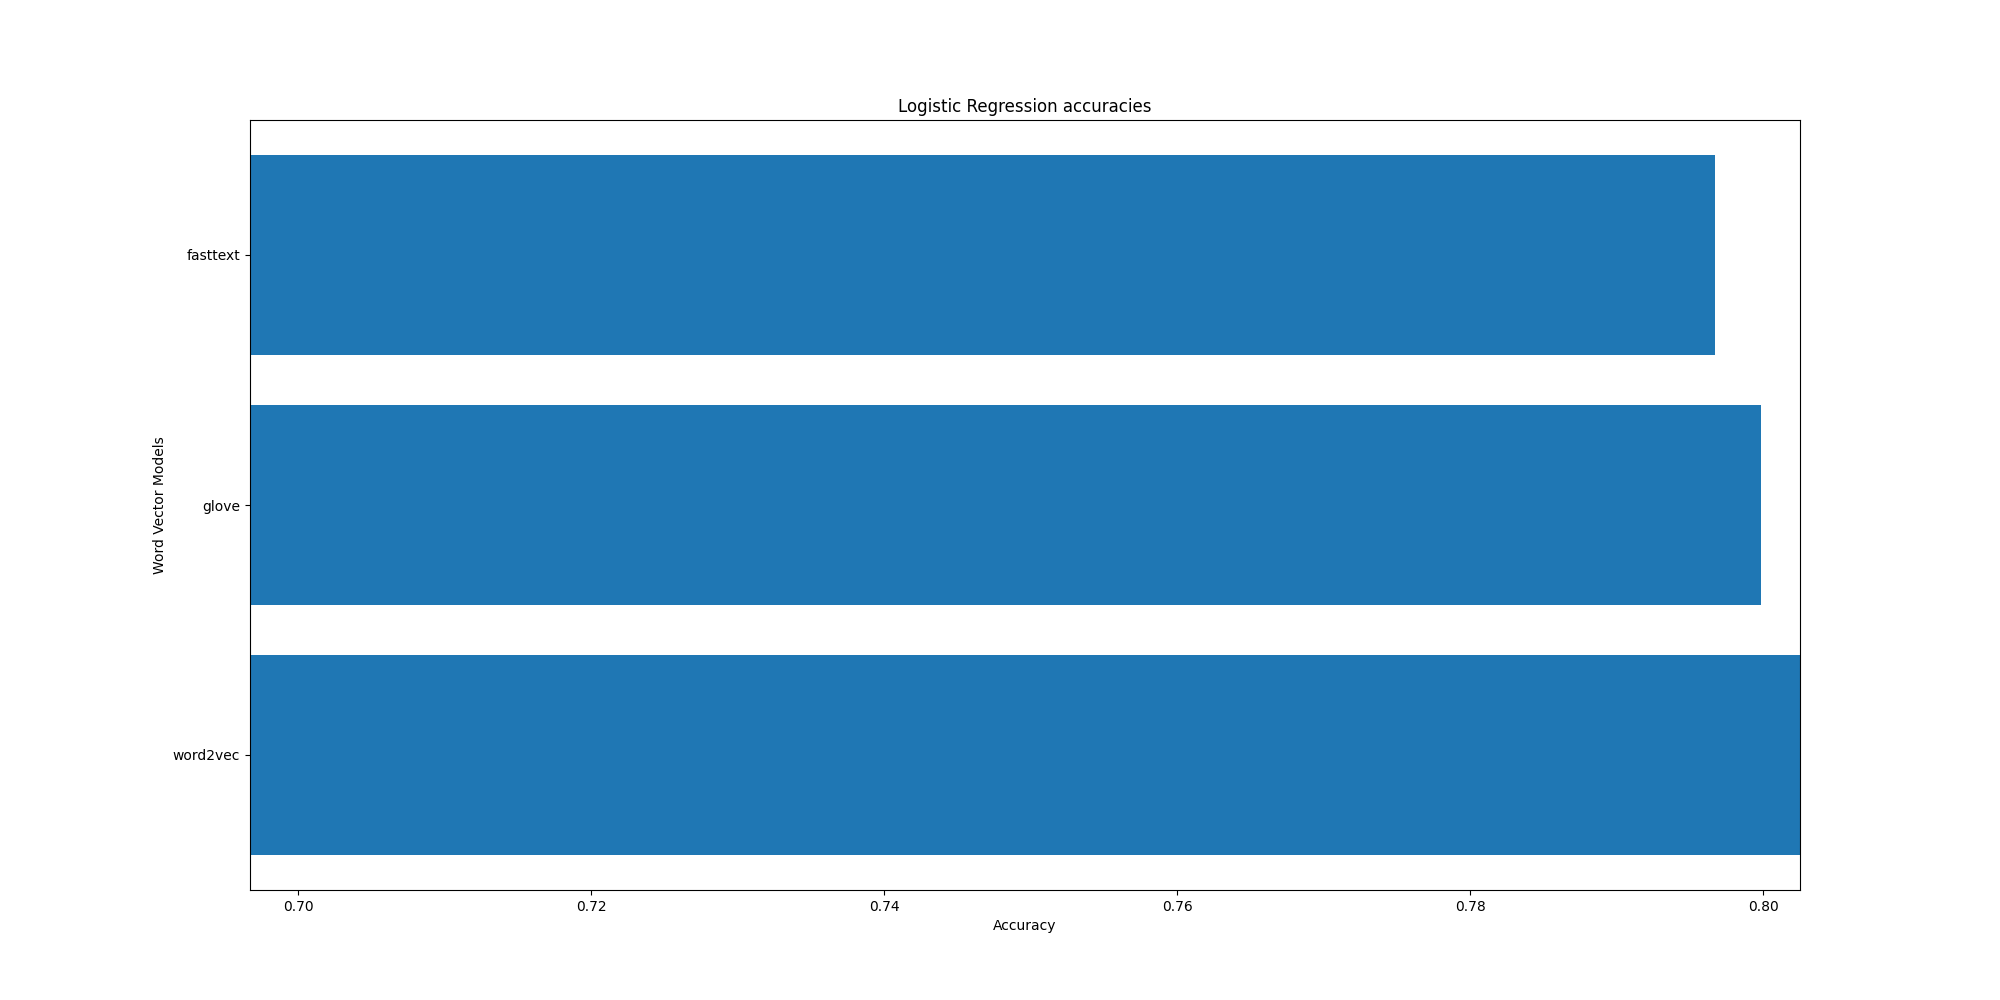 Logistic Regression accuracies
Word Vector Models
fasttext
glove
word2vec
0.70 0.72 0.74 0.76 0.78 0.80
Accuracy